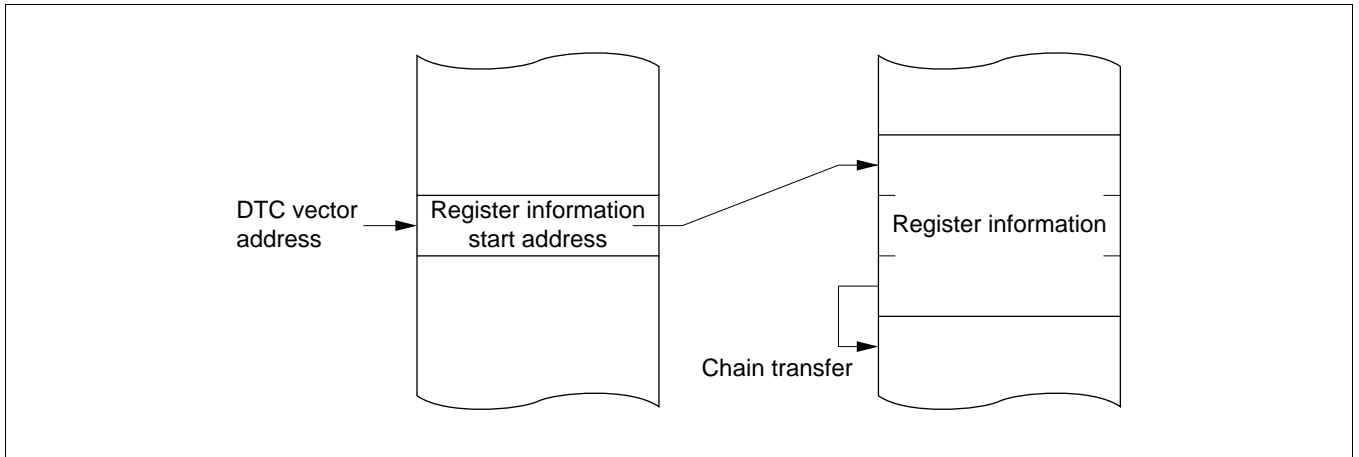 DTC vector
address
Register information
start address
Register information
Chain transfer